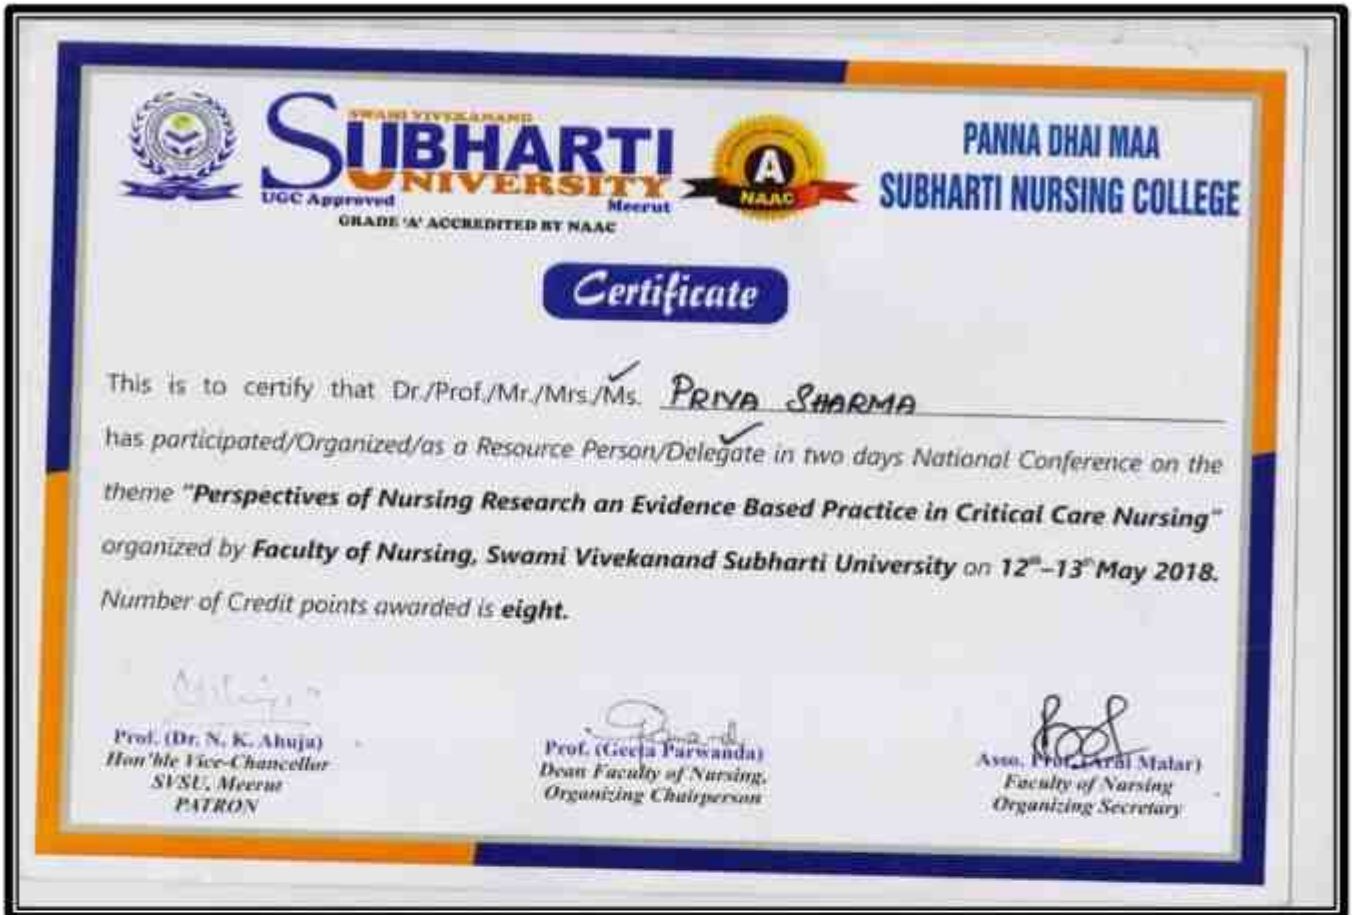 SWAMI VIVEKANAND
SUBHARTI
UNIVERSITY
UGC Approved
Meerut
GRADE 'A' ACCREDITED BY NAAC
A
NAAC
PANNA DHAI MAA
SUBHARTI NURSING COLLEGE
Certificate
This is to certify that Dr./Prof./Mr./Mrs./Ms. PRIYA SHARMA
has participated/Organized/as a Resource Person/Delegate in two days National Conference on the
theme "Perspectives of Nursing Research an Evidence Based Practice in Critical Care Nursing"
organized by Faculty of Nursing, Swami Vivekanand Subharti University on 12th–13th May 2018.
Number of Credit points awarded is eight.
Prof. (Dr. N. K. Ahuja)
Hon'ble Vice-Chancellor
SVSU, Meerut
PATRON
Prof. (Geeta Parwanda)
Dean Faculty of Nursing,
Organizing Chairperson
Asso. Prof. (Arul Malar)
Faculty of Nursing
Organizing Secretary